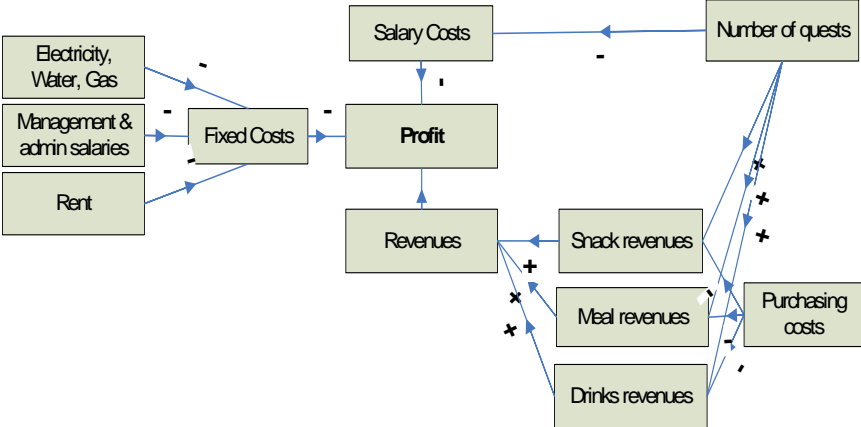 Salary Costs
Number of quests
-
-
Electricity,
Water, Gas
-
-
-
Management &
admin salaries
Fixed Costs
Profit
-
Rent
+
+
+
Revenues
Snack revenues
+
+
+
Meal revenues
-
Purchasing
costs
-
-
Drinks revenues